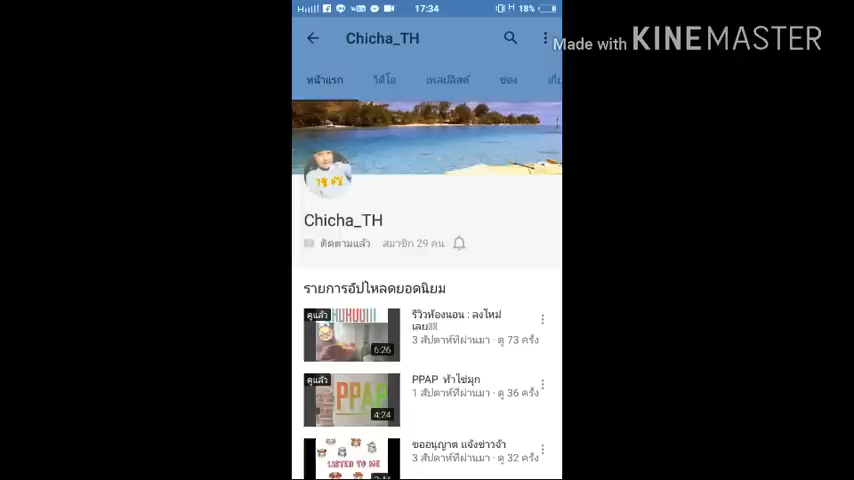 17:34
18%
Chicha_TH
Made with KINEMASTER
หน้าแรก วิดีโอ เพลย์ลิสต์ ช่อง
Chicha_TH
ติดตามแล้ว สมาชิก 29 คน
รายการอัปโหลดยอดนิยม
ดูแล้ว
6:26
รีวิวห้องนอน : ลงใหม่
เลย
3 สัปดาห์ที่ผ่านมา · ดู 73 ครั้ง
ดูแล้ว
PPAP
4:24
PPAP ท้าไข่มุก
1 สัปดาห์ที่ผ่านมา · ดู 36 ครั้ง
LISTED TO ME
ขออนุญาต แจ้งข่าวจ้า
3 สัปดาห์ที่ผ่านมา · ดู 32 ครั้ง